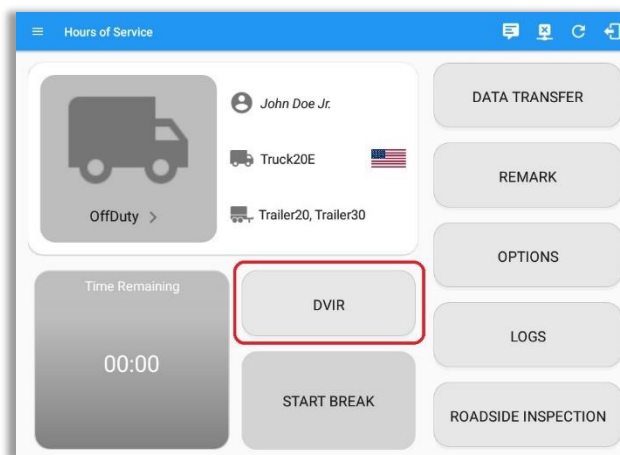 Hours of Service
John Doe Jr.
Truck20E
OffDuty >
Trailer20, Trailer30
Time Remaining
00:00
DVIR
START BREAK
DATA TRANSFER
REMARK
OPTIONS
LOGS
ROADSIDE INSPECTION